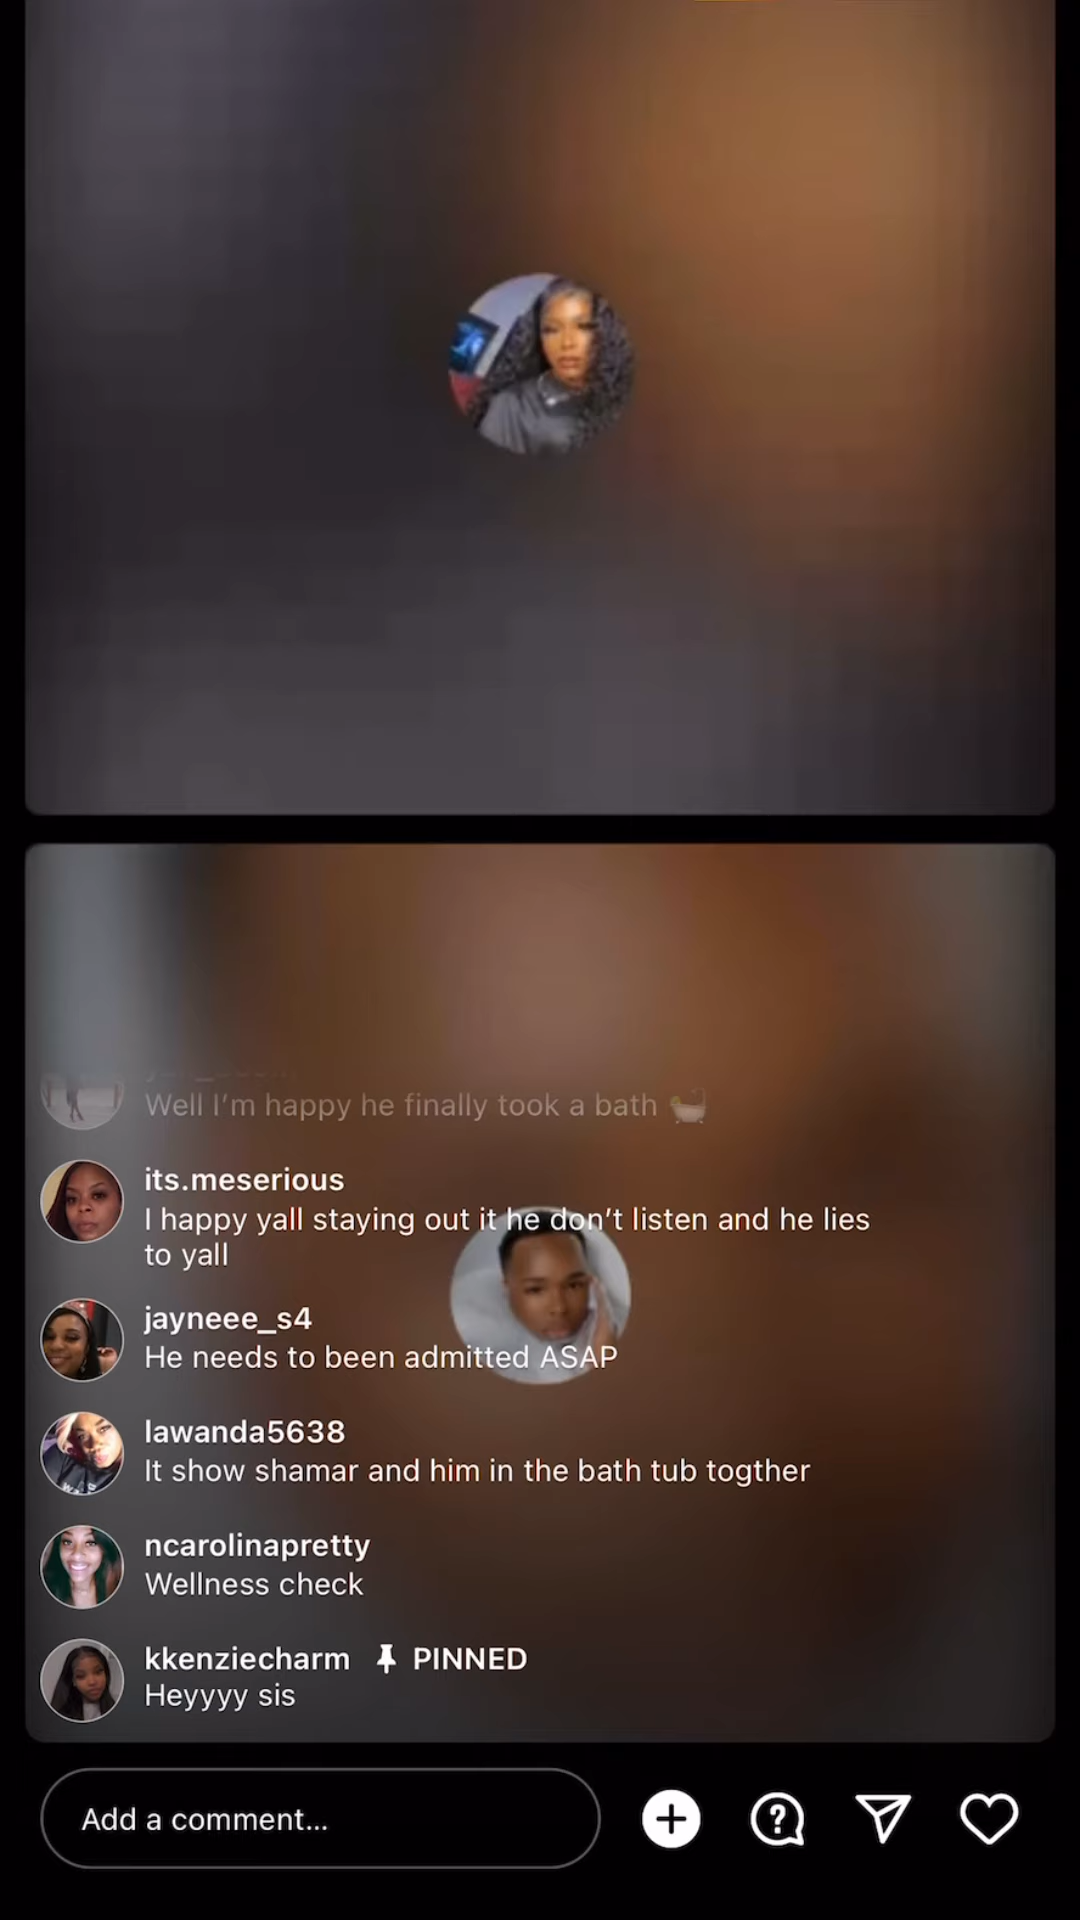 Well I’m happy he finally took a bath 🛁
its.meserious
I happy yall staying out it he don’t listen and he lies
to yall
jayneee_s4
He needs to been admitted ASAP
lawanda5638
It show shamar and him in the bath tub togther
ncarolinapretty
Wellness check
kkenziecharm PINNED
Heyyyy sis
Add a comment...